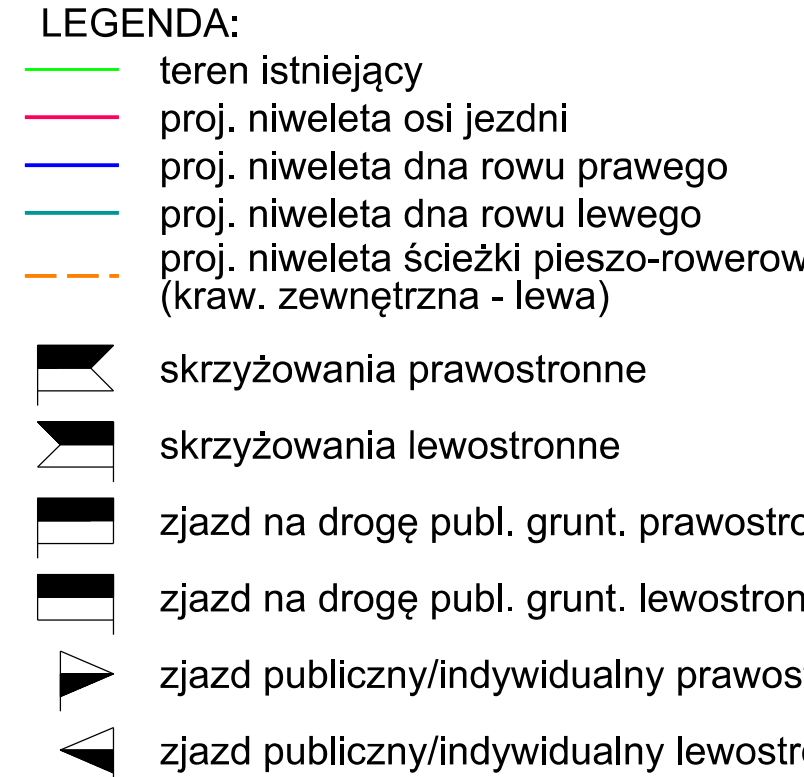 LEGENDA:
teren istniejący
proj. niweleta osi jezdni
proj. niweleta dna rowu prawego
proj. niweleta dna rowu lewego
proj. niweleta ścieżki pieszo-rowerow
(kraw. zewnętrzna - lewa)
skrzyżowania prawostronne
skrzyżowania lewostronne
zjazd na drogę publ. grunt. prawostro
zjazd na drogę publ. grunt. lewostron
zjazd publiczny/indywidualny prawost
zjazd publiczny/indywidualny lewostro